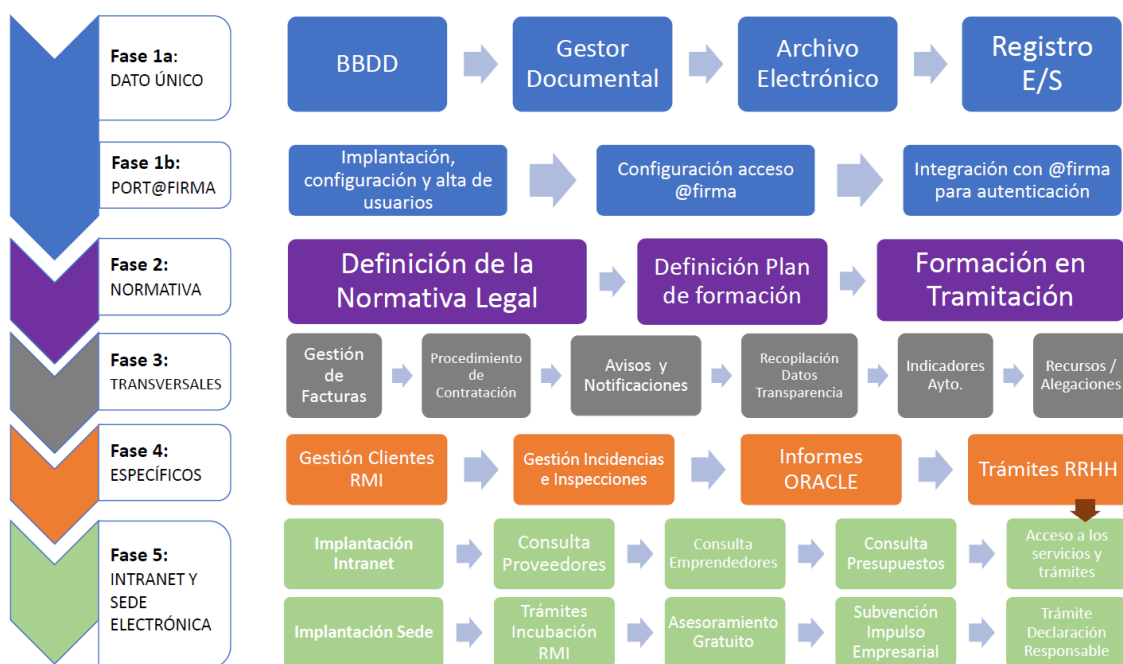 Fase 1a:
DATO ÚNICO
BBDD
Gestor
Documental
Archivo
Electrónico
Registro
E/S
Fase 1b:
PORT@FIRMA
Implantación,
configuración y alta de
usuarios
Configuración acceso
@firma
Integración con @firma
para autenticación
Fase 2:
NORMATIVA
Definición de la
Normativa Legal
Definición Plan
de formación
Formación en
Tramitación
Fase 3:
TRANSVERSALES
Gestión
de
Facturas
Procedimiento
de
Contratación
Avisos y
Notificaciones
Recopilación
Datos
Transparencia
Indicadores
Ayto.
Recursos /
Alegaciones
Fase 4:
ESPECÍFICOS
Gestión Clientes
RMI
Gestión Incidencias
e Inspecciones
Informes
ORACLE
Trámites RRHH
Fase 5:
INTRANET Y
SEDE
ELECTRÓNICA
Implantación
Intranet
Consulta
Proveedores
Consulta
Emprendedores
Consulta
Presupuestos
Acceso a los
servicios y
trámites
Implantación Sede
Trámites
Incubación
RMI
Asesoramiento
Gratuito
Subvención
Impulso
Empresarial
Trámite
Declaración
Responsable